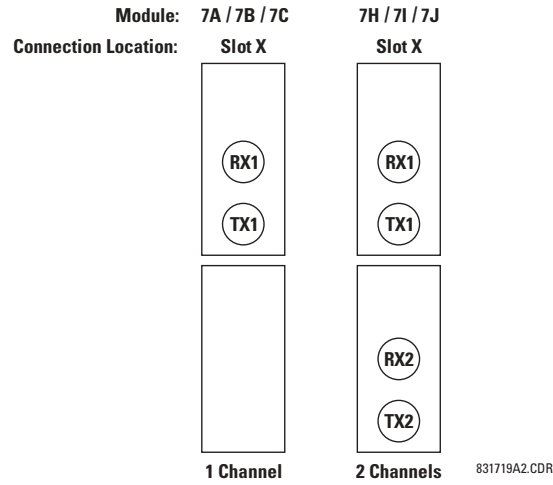 Module: 7A / 7B / 7C 7H / 7I / 7J
Connection Location: Slot X Slot X
RX1 RX1
TX1 TX1
RX2
TX2
1 Channel 2 Channels 831719A2.CDR